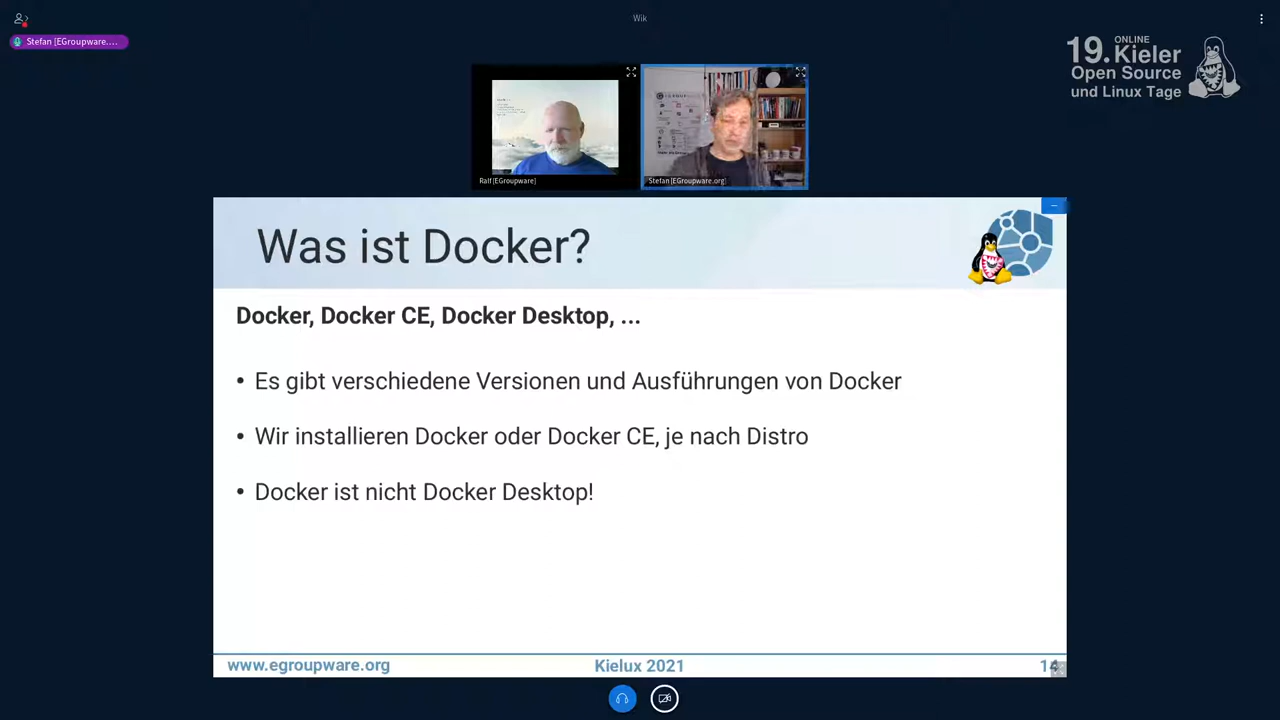 Wik
Stefan [EGroupware....
ONLINE
19. Kieler
Open Source
und Linux Tage
Ralf [EGroupware]
Stefan [EGroupware.org]
Was ist Docker?
Docker, Docker CE, Docker Desktop, ...
• Es gibt verschiedene Versionen und Ausführungen von Docker
• Wir installieren Docker oder Docker CE, je nach Distro
• Docker ist nicht Docker Desktop!
www.egroupware.org
Kielux 2021